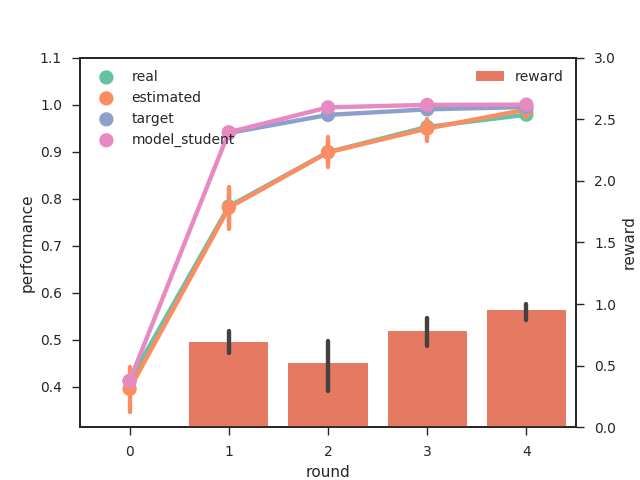 1.1
1.0
0.9
0.8
0.7
0.6
0.5
0.4
performance
real
estimated
target
model_student
reward
3.0
2.5
2.0
1.5
1.0
0.5
0.0
reward
0 1 2 3 4
round